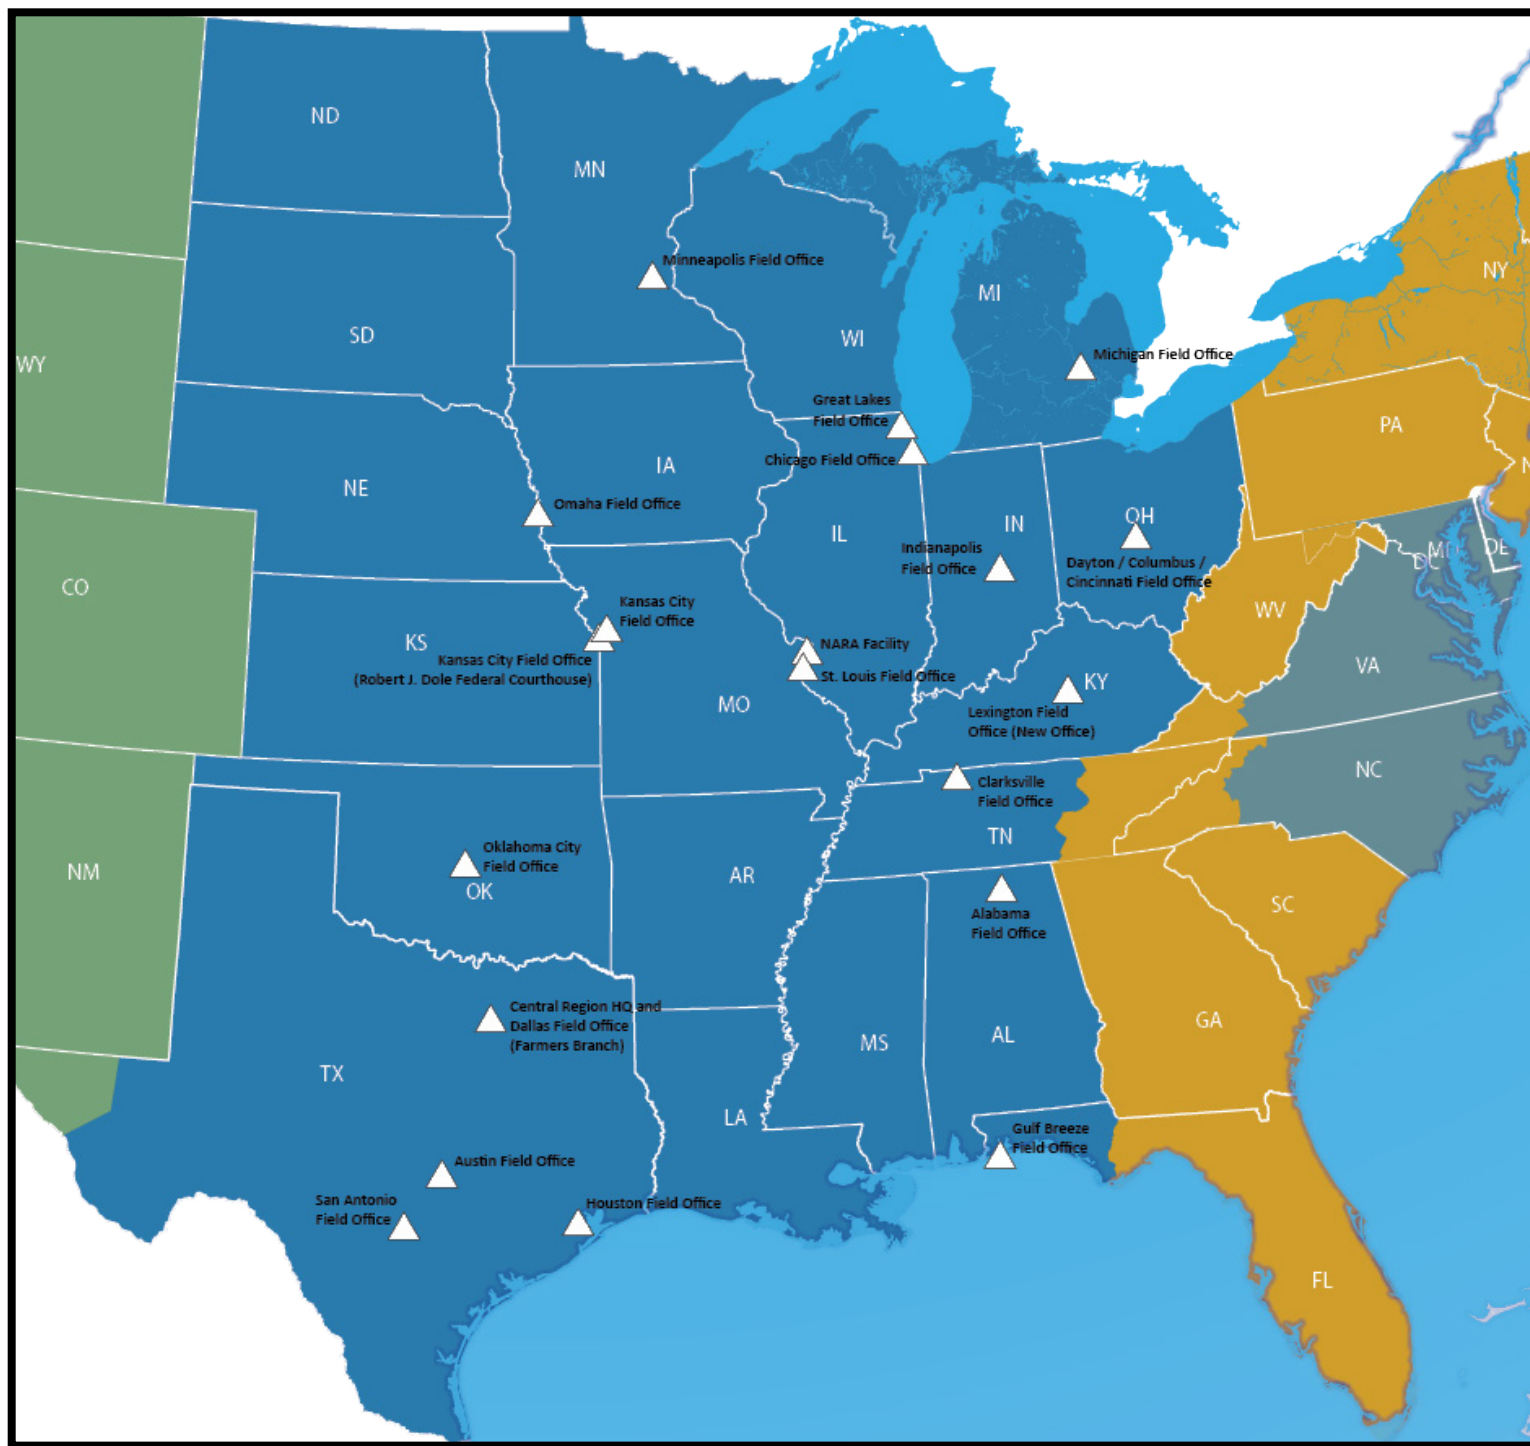 ND
MN
Minneapolis Field Office
MI
NY
SD
WI
WY
Michigan Field Office
Great Lakes
Field Office
PA
Chicago Field Office
IA
NE
Omaha Field Office
IL
IN
OH
Indianapolis
Field Office
Dayton / Columbus /
Cincinnati Field Office
MD
DE
DC
CO
WV
Kansas City
Field Office
KS
NARA Facility
Kansas City Field Office
(Robert J. Dole Federal Courthouse)
St. Louis Field Office
VA
KY
MO
Lexington Field
Office (New Office)
NC
Clarksville
Field Office
TN
Oklahoma City
Field Office
OK
AR
NM
SC
Alabama
Field Office
Central Region HQ and
Dallas Field Office
(Farmers Branch)
GA
MS
AL
TX
LA
Gulf Breeze
Field Office
Austin Field Office
San Antonio
Field Office
Houston Field Office
FL